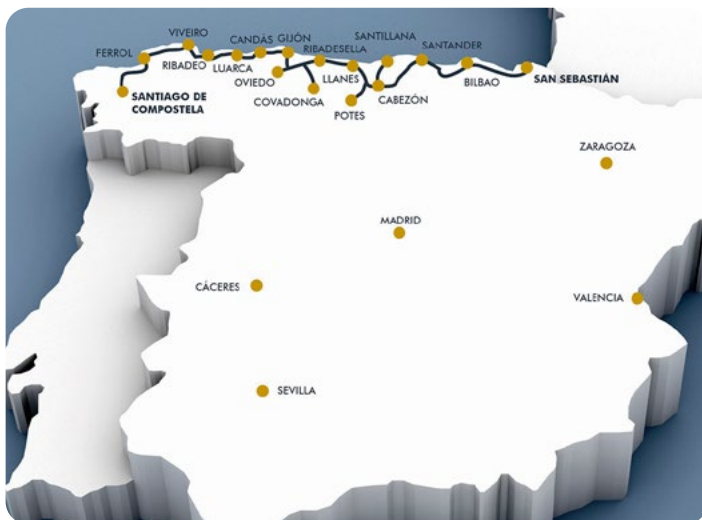 VIVEIRO
CANDÁS
GIJÓN
SANTILLANA
FERROL
RIBADESELLA
SANTANDER
RIBADEO
LUARCA
OVIEDO
LLANES
BILBAO
SAN SEBASTIÁN
SANTIAGO DE
COMPOSTELA
COVADONGA
CABEZÓN
POTES
ZARAGOZA
MADRID
CÁCERES
VALENCIA
SEVILLA